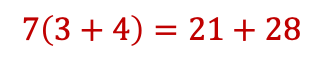 7(3 + 4) = 21 + 28